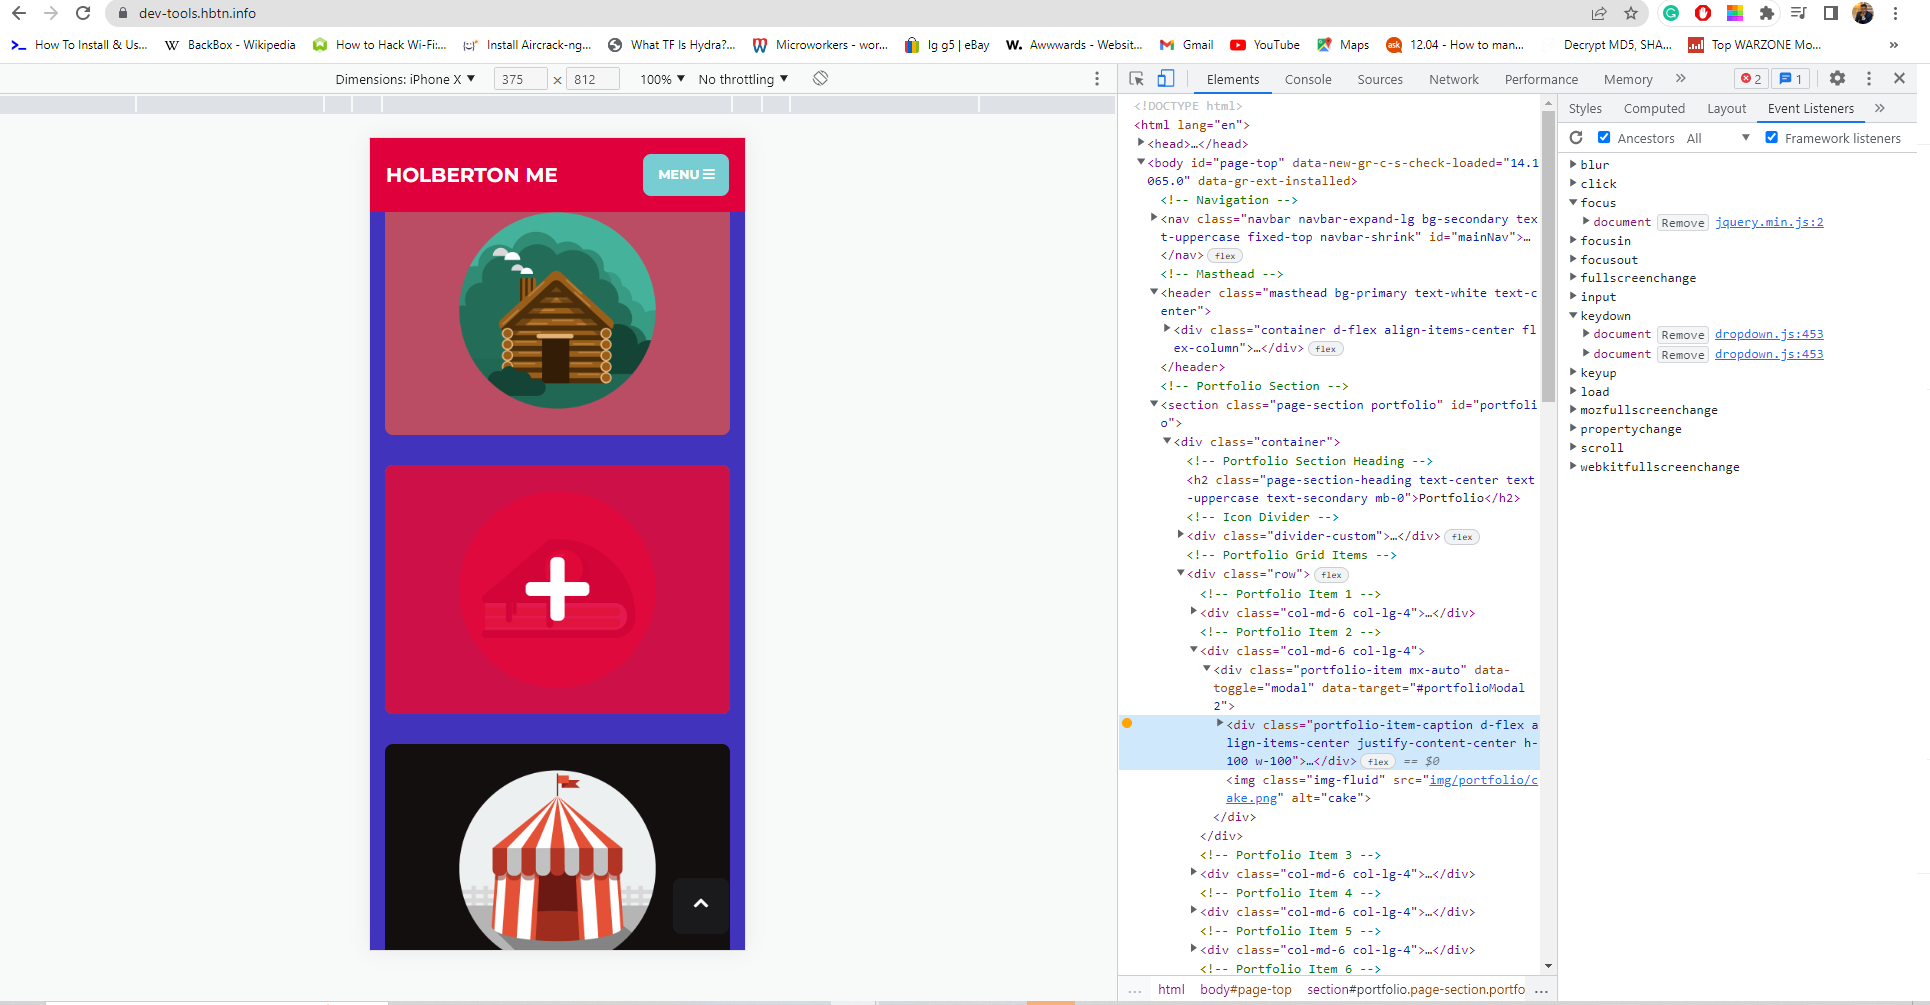 dev-tools.hbtn.info
How To Install & Us...
BackBox - Wikipedia
How to Hack Wi-Fi:...
Install Aircrack-ng...
What TF Is Hydra?...
Microworkers - wor...
lg g5 | eBay
Awwwards - Websit...
Gmail
YouTube
Maps
12.04 - How to man...
Decrypt MD5, SHA...
Top WARZONE Mo...
»
Dimensions: iPhone X ▼ 375 × 812 100% ▼ No throttling ▼
HOLBERTON ME
MENU
Elements Console Sources Network Performance Memory » 2 1
<!DOCTYPE html>
<html lang="en">
<head>…</head>
<body id="page-top" data-new-gr-c-s-check-loaded="14.1
065.0" data-gr-ext-installed>
<!-- Navigation -->
<nav class="navbar navbar-expand-lg bg-secondary tex
t-uppercase fixed-top navbar-shrink" id="mainNav">…
</nav> flex
<!-- Masthead -->
<header class="masthead bg-primary text-white text-c
enter">
<div class="container d-flex align-items-center fl
ex-column">…</div> flex
</header>
<!-- Portfolio Section -->
<section class="page-section portfolio" id="portfoli
o">
<div class="container">
<!-- Portfolio Section Heading -->
<h2 class="page-section-heading text-center text
-uppercase text-secondary mb-0">Portfolio</h2>
<!-- Icon Divider -->
<div class="divider-custom">…</div> flex
<!-- Portfolio Grid Items -->
<div class="row"> flex
<!-- Portfolio Item 1 -->
<div class="col-md-6 col-lg-4">…</div>
<!-- Portfolio Item 2 -->
<div class="col-md-6 col-lg-4">
<div class="portfolio-item mx-auto" data-
toggle="modal" data-target="#portfolioModal
2">
<div class="portfolio-item-caption d-flex a
lign-items-center justify-content-center h-
100 w-100">…</div> flex == $0
<img class="img-fluid" src="img/portfolio/c
ake.png" alt="cake">
</div>
</div>
<!-- Portfolio Item 3 -->
<div class="col-md-6 col-lg-4">…</div>
<!-- Portfolio Item 4 -->
<div class="col-md-6 col-lg-4">…</div>
<!-- Portfolio Item 5 -->
<div class="col-md-6 col-lg-4">…</div>
<!-- Portfolio Item 6 -->
... html body#page-top section#portfolio.page-section.portfo ...
Styles Computed Layout Event Listeners »
Ancestors All ▼ Framework listeners
blur
click
focus
document Remove jquery.min.js:2
focusin
focusout
fullscreenchange
input
keydown
document Remove dropdown.js:453
document Remove dropdown.js:453
keyup
load
mozfullscreenchange
propertychange
scroll
webkitfullscreenchange